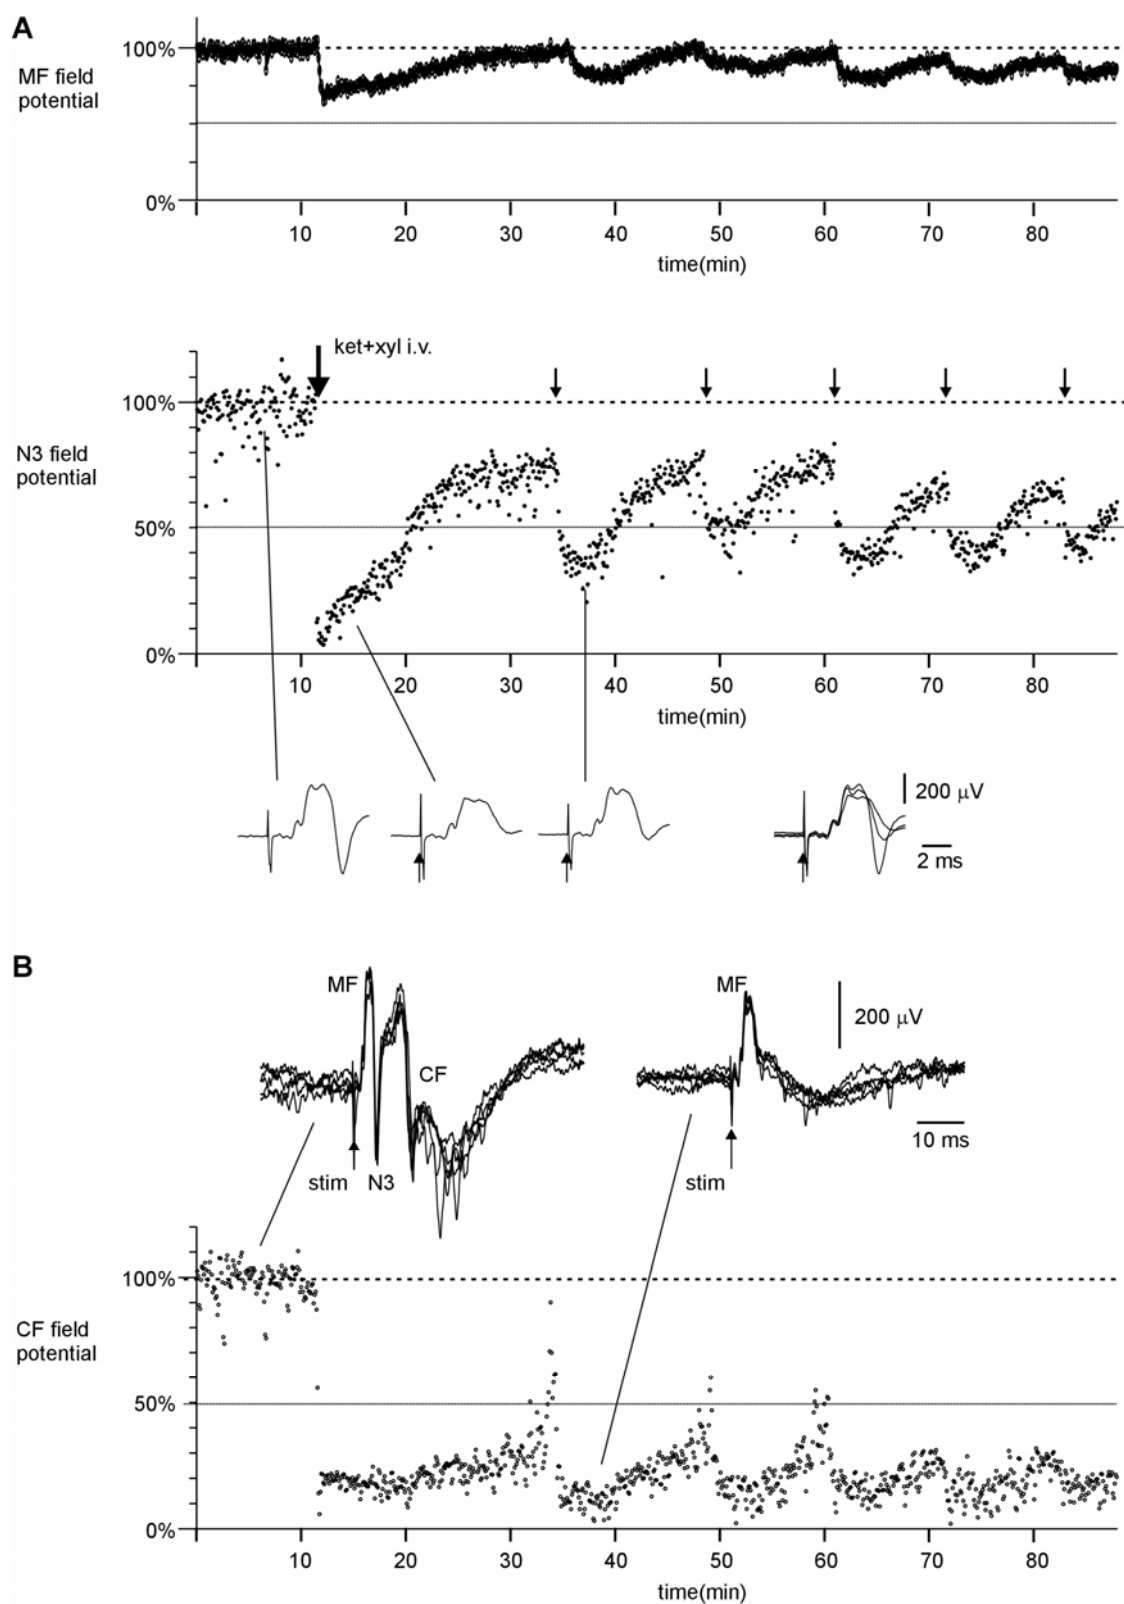 A
100%
MF field
potential
0%
10 20 30 40 50 60 70 80
time(min)
ket+xyl i.v.
100%
N3 field
potential
50%
0%
10 20 30 40 50 60 70 80
time(min)
200 μV
2 ms
B
MF
MF
200 μV
CF
10 ms
stim N3
stim
100%
CF field
potential
50%
0%
10 20 30 40 50 60 70 80
time(min)